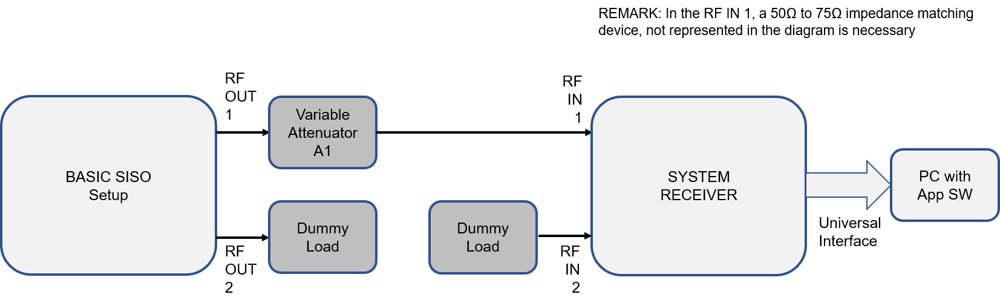 REMARK: In the RF IN 1, a 50Ω to 75Ω impedance matching
device, not represented in the diagram is necessary
RF
OUT
1
RF
IN
1
Variable
Attenuator
A1
BASIC SISO
Setup
SYSTEM
RECEIVER
PC with
App SW
Dummy
Load
Dummy
Load
Universal
Interface
RF
OUT
2
RF
IN
2